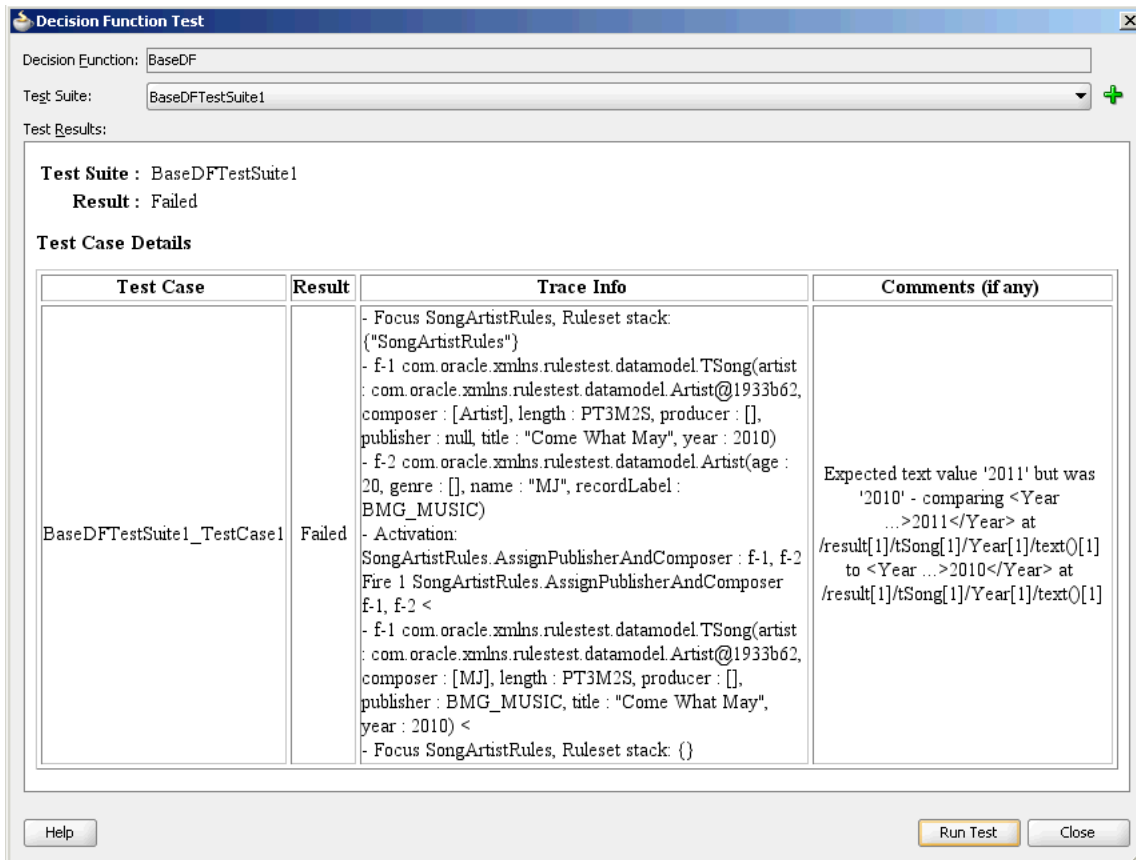 Decision Function Test
Decision Function: BaseDF
Test Suite: BaseDFTestSuite1
Test Results:
Test Suite : BaseDFTestSuite1
Result : Failed
Test Case Details
Test Case Result Trace Info Comments (if any)
BaseDFTestSuite1_TestCase1
Failed
- Focus SongArtistRules, Ruleset stack:
{"SongArtistRules"}
- f-1 com.oracle.xmlns.rulestest.datamodel.TSong(artist
: com.oracle.xmlns.rulestest.datamodel.Artist@1933b62,
composer : [Artist], length : PT3M2S, producer : [],
publisher : null, title : "Come What May", year : 2010)
- f-2 com.oracle.xmlns.rulestest.datamodel.Artist(age :
20, genre : [], name : "MJ", recordLabel :
BMG_MUSIC)
- Activation:
SongArtistRules.AssignPublisherAndComposer : f-1, f-2
Fire 1 SongArtistRules.AssignPublisherAndComposer
f-1, f-2 <
- f-1 com.oracle.xmlns.rulestest.datamodel.TSong(artist
: com.oracle.xmlns.rulestest.datamodel.Artist@1933b62,
composer : [MJ], length : PT3M2S, producer : [],
publisher : BMG_MUSIC, title : "Come What May",
year : 2010) <
- Focus SongArtistRules, Ruleset stack: {}
Expected text value '2011' but was
'2010' - comparing <Year
...>2011</Year> at
/result[1]/tSong[1]/Year[1]/text()[1]
to <Year ...>2010</Year> at
/result[1]/tSong[1]/Year[1]/text()[1]
Help Run Test Close